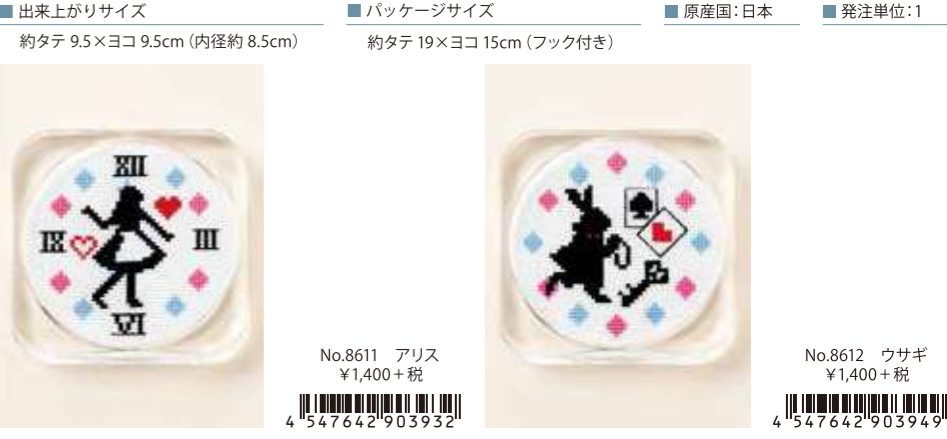 ■ 出来上がりサイズ
約タテ 9.5×ヨコ 9.5cm（内径約 8.5cm）
■ パッケージサイズ
約タテ 19×ヨコ 15cm（フック付き）
■ 原産国：日本
■ 発注単位：1
XII
IX
III
VI
No.8611　アリス
￥1,400＋税
4 547642 903932
No.8612　ウサギ
￥1,400＋税
4 547642 903949